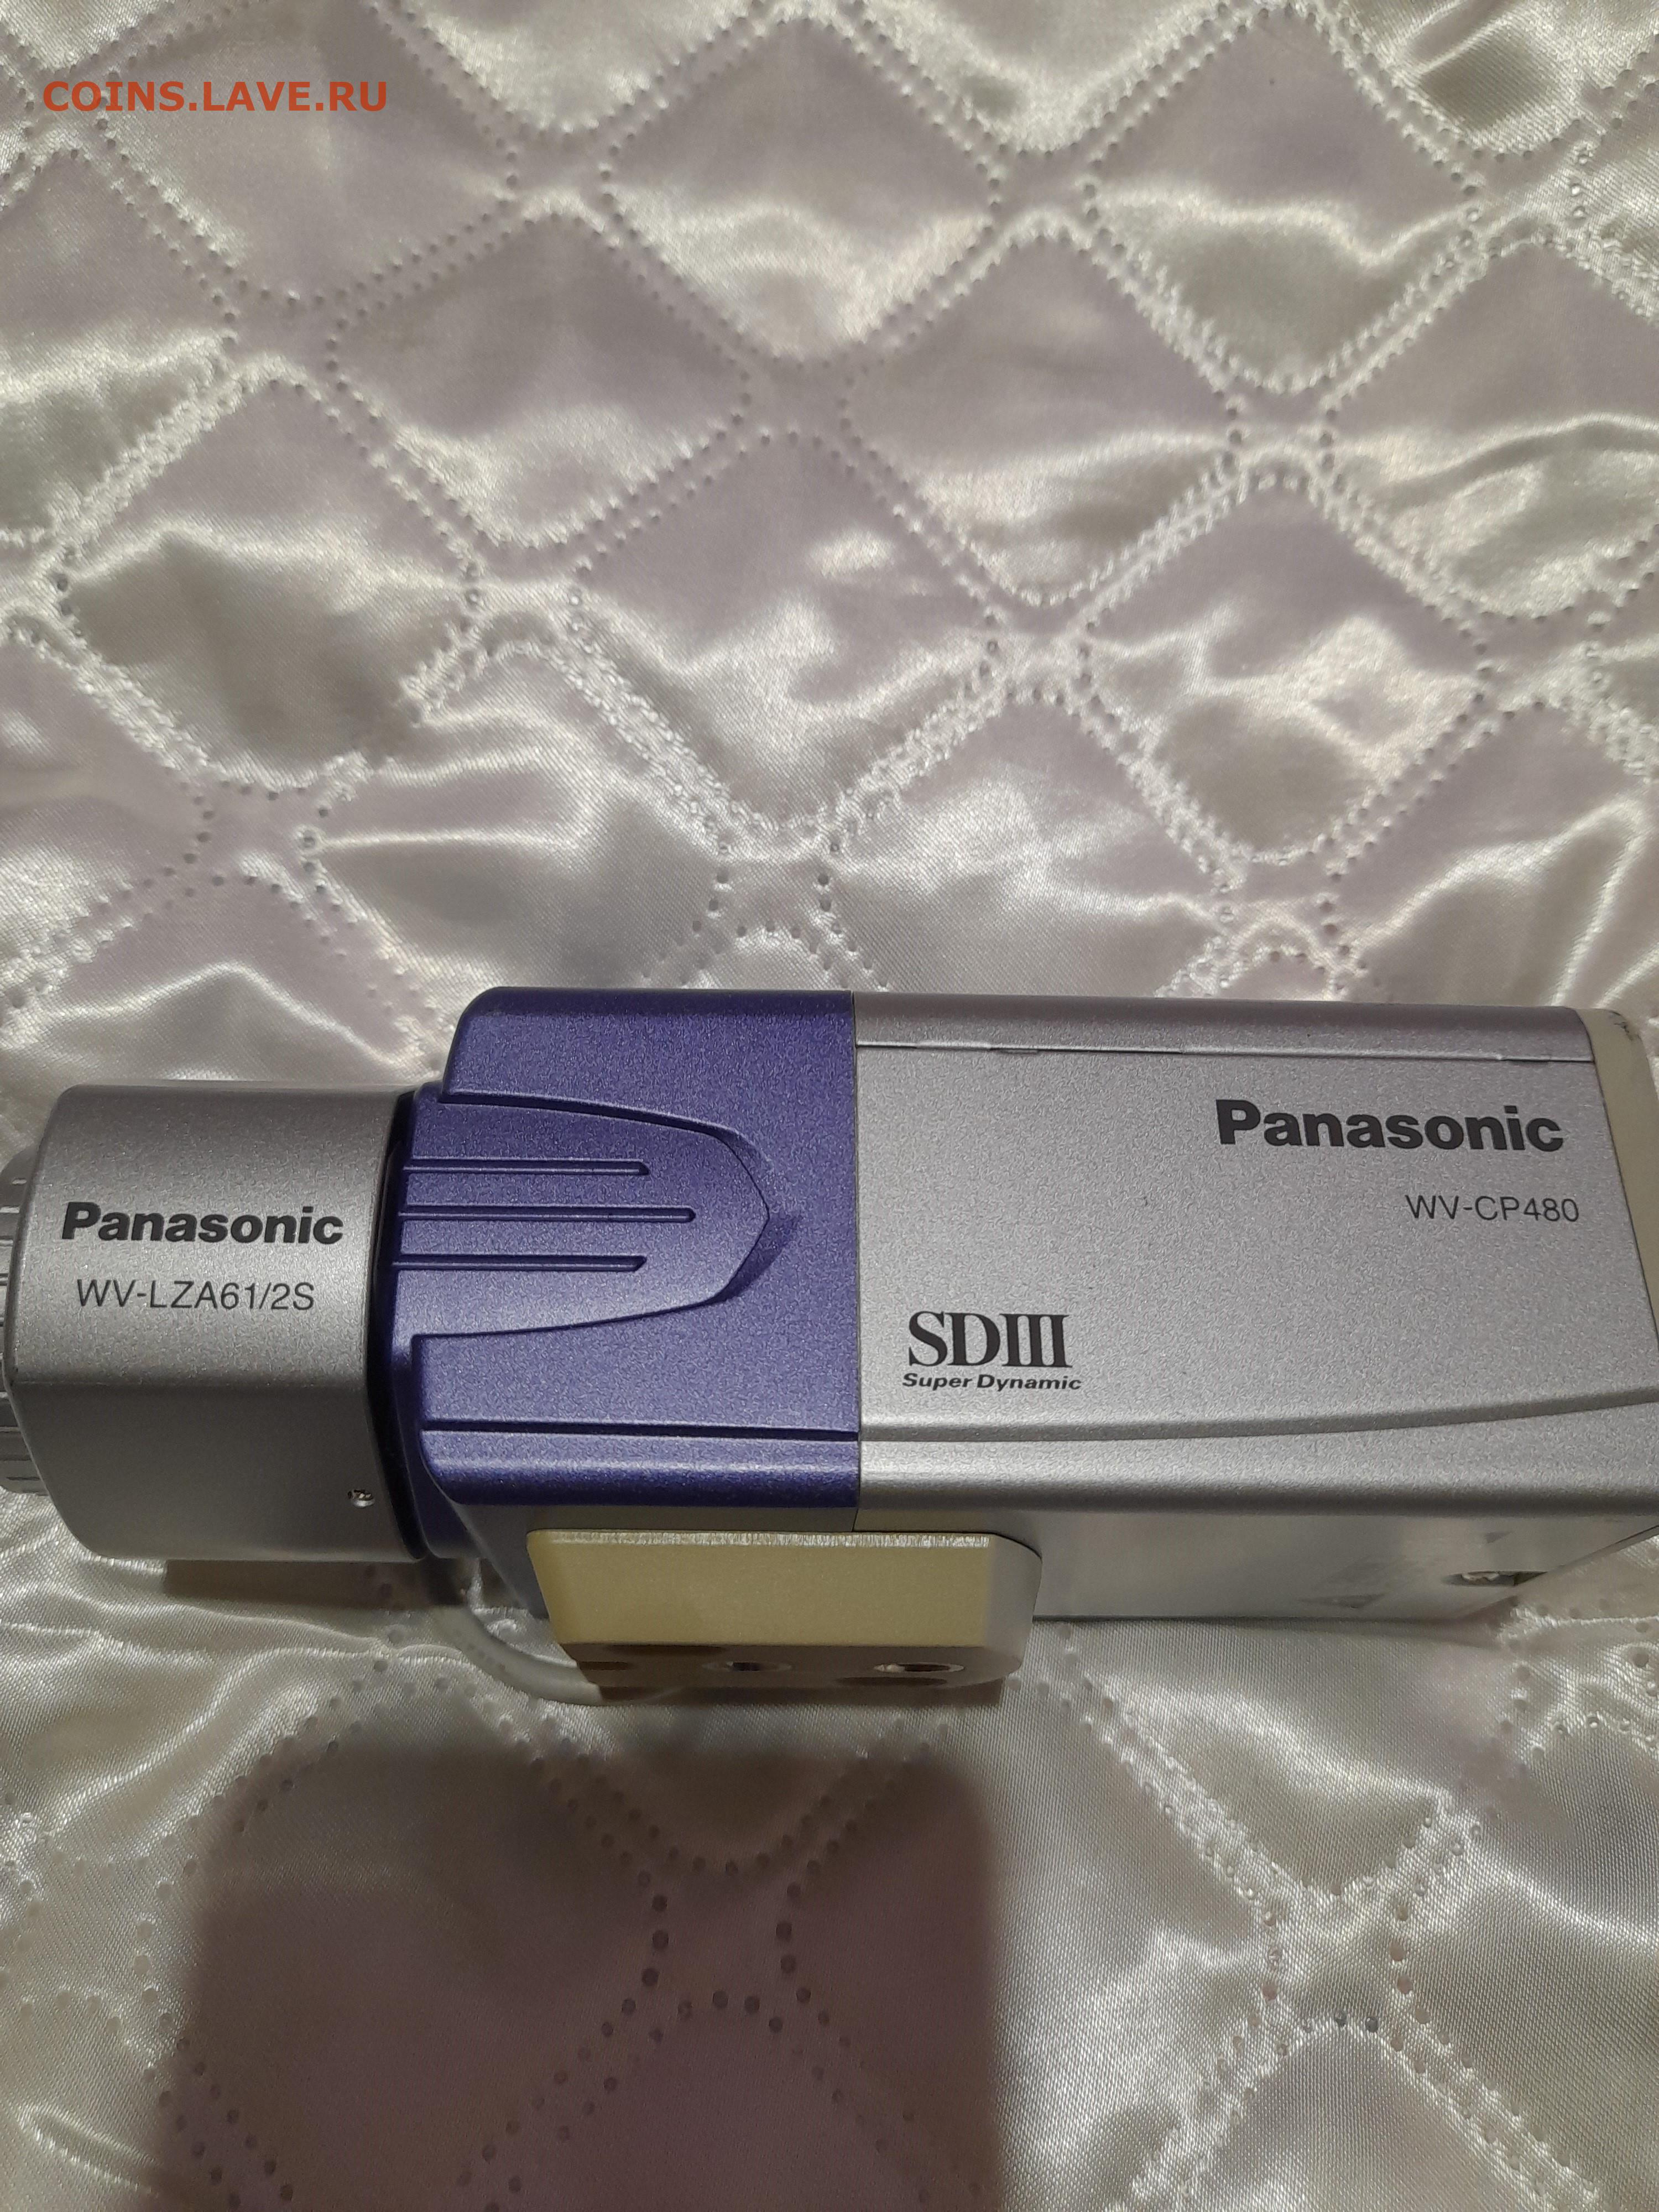 COINS.LAVE.RU
Panasonic
WV-CP480
Panasonic
WV-LZA61/2S
SDIII
Super Dynamic